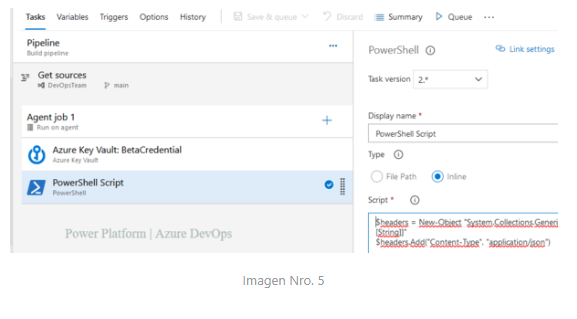 Tasks Variables Triggers Options History Save & queue Discard Summary Queue ...
Pipeline
Build pipeline
...
Get sources
DevOpsTeam main
Agent job 1
Run on agent
Azure Key Vault: BetaCredential
Azure Key Vault
PowerShell Script
PowerShell
Power Platform | Azure DevOps
PowerShell
Link settings
Task version 2.*
Display name *
PowerShell Script
Type
File Path Inline
Script *
$headers = New-Object "System.Collections.Generi
[String]]"
$headers.Add("Content-Type", "application/json")
Imagen Nro. 5